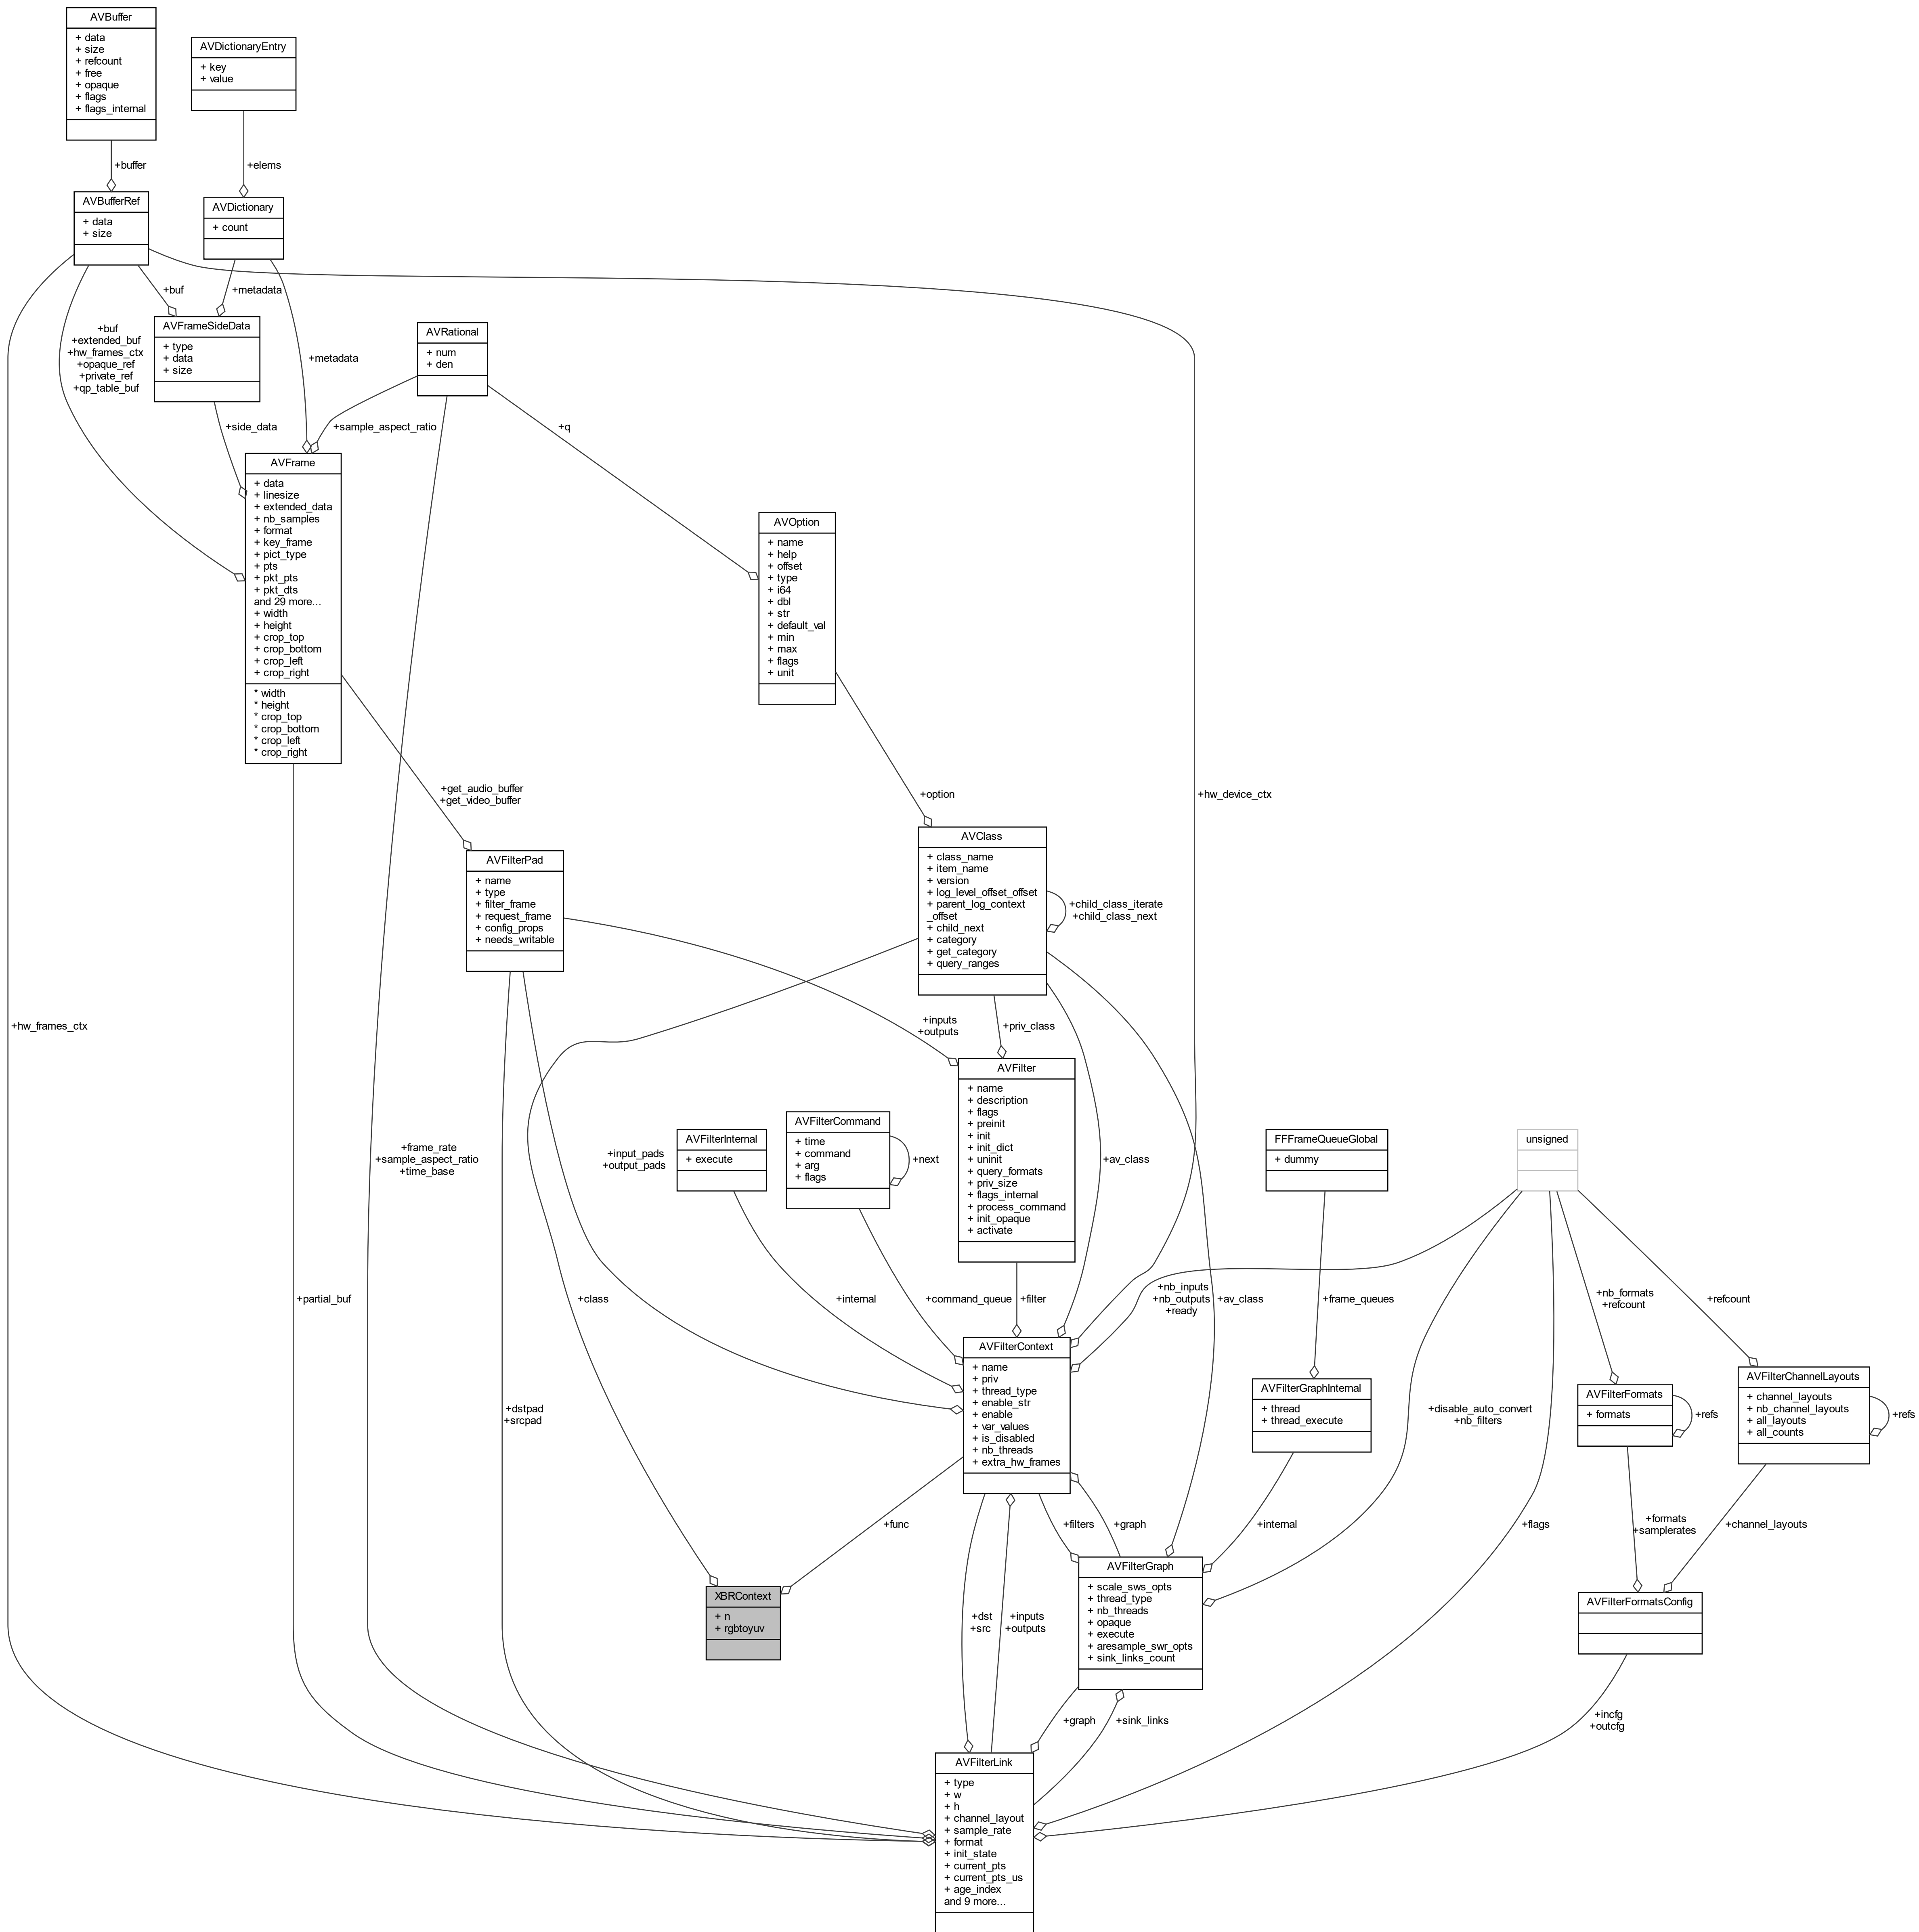 AVBuffer
+ data
+ size
+ refcount
+ free
+ opaque
+ flags
+ flags_internal
AVDictionaryEntry
+ key
+ value
+buffer
+elems
AVBufferRef
+ data
+ size
AVDictionary
+ count
+buf
+metadata
AVFrameSideData
+ type
+ data
+ size
+buf
+extended_buf
+hw_frames_ctx
+opaque_ref
+private_ref
+qp_table_buf
+metadata
AVRational
+ num
+ den
+side_data
+sample_aspect_ratio
+q
AVFrame
+ data
+ linesize
+ extended_data
+ nb_samples
+ format
+ key_frame
+ pict_type
+ pts
+ pkt_pts
+ pkt_dts
and 29 more...
+ width
+ height
+ crop_top
+ crop_bottom
+ crop_left
+ crop_right
* width
* height
* crop_top
* crop_bottom
* crop_left
* crop_right
AVOption
+ name
+ help
+ offset
+ type
+ i64
+ dbl
+ str
+ default_val
+ min
+ max
+ flags
+ unit
+get_audio_buffer
+get_video_buffer
+option
+hw_device_ctx
AVFilterPad
+ name
+ type
+ filter_frame
+ request_frame
+ config_props
+ needs_writable
AVClass
+ class_name
+ item_name
+ version
+ log_level_offset_offset
+ parent_log_context
_offset
+ child_next
+ category
+ get_category
+ query_ranges
+child_class_iterate
+child_class_next
+hw_frames_ctx
+inputs
+outputs
+priv_class
AVFilter
+ name
+ description
+ flags
+ preinit
+ init
+ init_dict
+ uninit
+ query_formats
+ priv_size
+ flags_internal
+ process_command
+ init_opaque
+ activate
+frame_rate
+sample_aspect_ratio
+time_base
+input_pads
+output_pads
AVFilterInternal
+ execute
AVFilterCommand
+ time
+ command
+ arg
+ flags
+next
+av_class
FFFrameQueueGlobal
+ dummy
unsigned
+partial_buf
+class
+internal
+command_queue
+filter
+nb_inputs
+nb_outputs
+ready
+av_class
+frame_queues
+nb_formats
+refcount
+refcount
AVFilterContext
+ name
+ priv
+ thread_type
+ enable_str
+ enable
+ var_values
+ is_disabled
+ nb_threads
+ extra_hw_frames
+dstpad
+srcpad
AVFilterGraphInternal
+ thread
+ thread_execute
+disable_auto_convert
+nb_filters
AVFilterFormats
+ formats
+refs
AVFilterChannelLayouts
+ channel_layouts
+ nb_channel_layouts
+ all_layouts
+ all_counts
+refs
+func
+filters
+graph
+internal
+flags
+formats
+samplerates
+channel_layouts
XBRContext
+ n
+ rgbtoyuv
+dst
+src
+inputs
+outputs
AVFilterGraph
+ scale_sws_opts
+ thread_type
+ nb_threads
+ opaque
+ execute
+ aresample_swr_opts
+ sink_links_count
AVFilterFormatsConfig
+graph
+sink_links
+incfg
+outcfg
AVFilterLink
+ type
+ w
+ h
+ channel_layout
+ sample_rate
+ format
+ init_state
+ current_pts
+ current_pts_us
+ age_index
and 9 more...